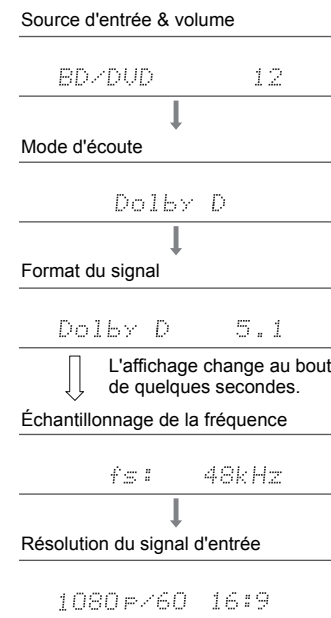 Source d'entrée & volume
BD/DVD 12
Mode d'écoute
Dolby D
Format du signal
Dolby D 5.1
L'affichage change au bout
de quelques secondes.
Échantillonnage de la fréquence
fs: 48kHz
Résolution du signal d'entrée
1080p/60 16:9